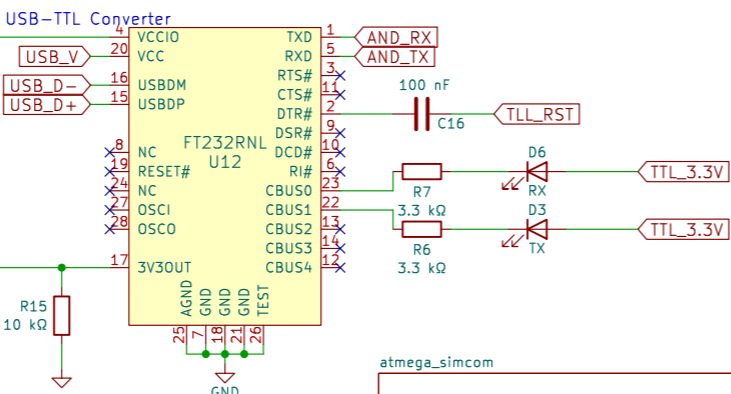 USB-TTL Converter
4 VCCIO TXD 1 AND_RX
USB_V 20 VCC RXD 5 AND_TX
RTS# 3
USB_D- 16 USBDM CTS# 11 100 nF
USB_D+ 15 USBDP DTR# 2 C16 TLL_RST
DSR# 9
FT232RNL
8 NC DCD# 10 D6
U12
19 RESET# RI# 6 TTL_3.3V
24 NC CBUS0 23 R7 RX
27 OSCI CBUS1 22 3.3 kΩ D3
28 OSCO CBUS2 13 TTL_3.3V
CBUS3 14 R6 TX
17 3V3OUT CBUS4 12 3.3 kΩ
AGND GND GND GND TEST
R15
10 kΩ
25 7 18 21 26
atmega_simcom
GND